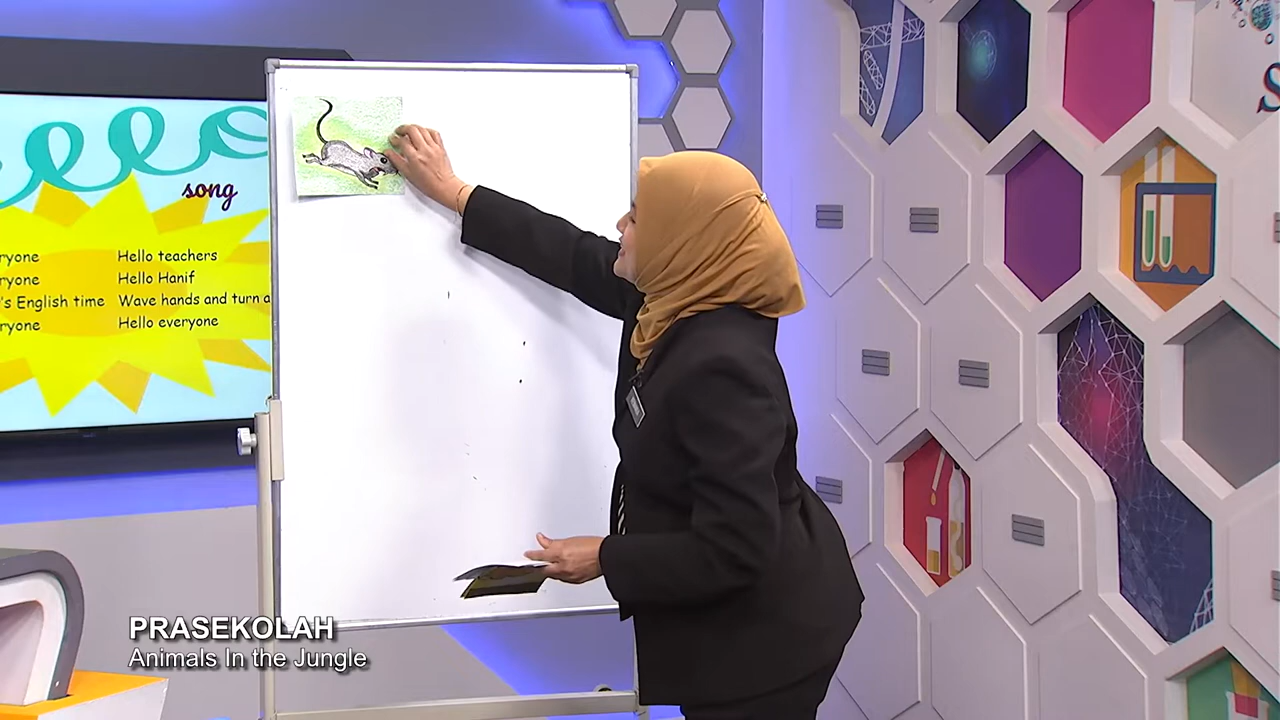 ello
song
ryone Hello teachers
ryone Hello Hanif
's English time Wave hands and turn a
ryone Hello everyone
PRASEKOLAH
Animals In the Jungle
S